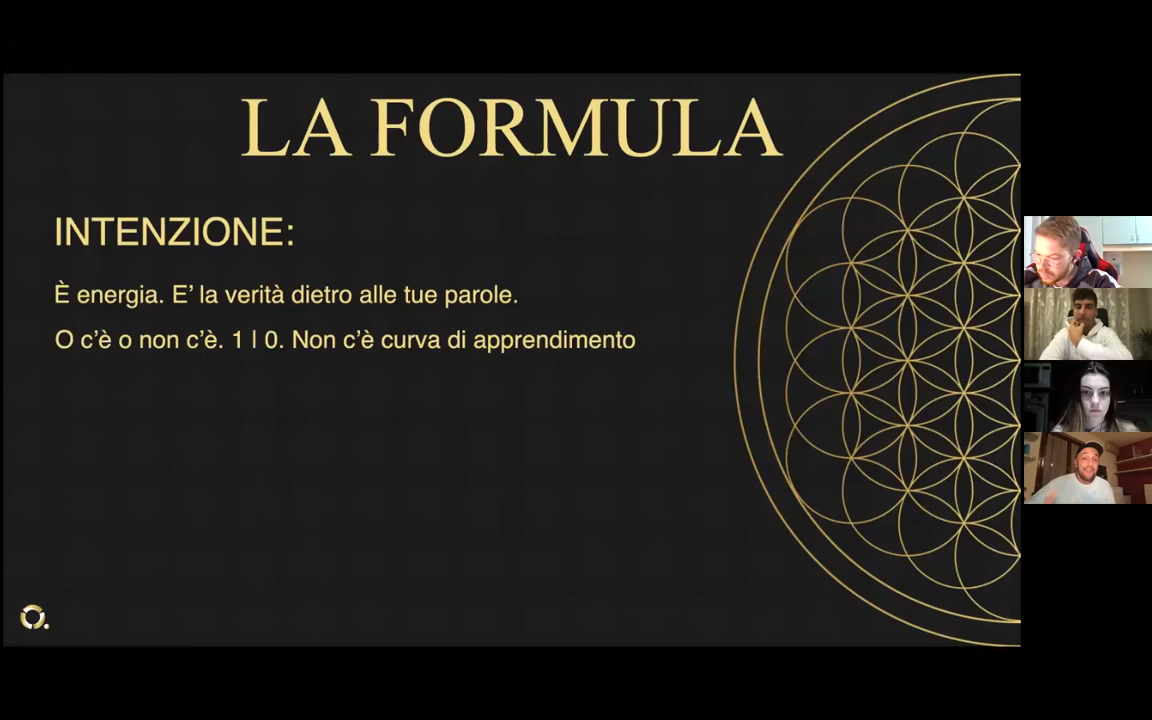 LA FORMULA
INTENZIONE:
È energia. E’ la verità dietro alle tue parole.
O c’è o non c’è. 1 | 0. Non c’è curva di apprendimento